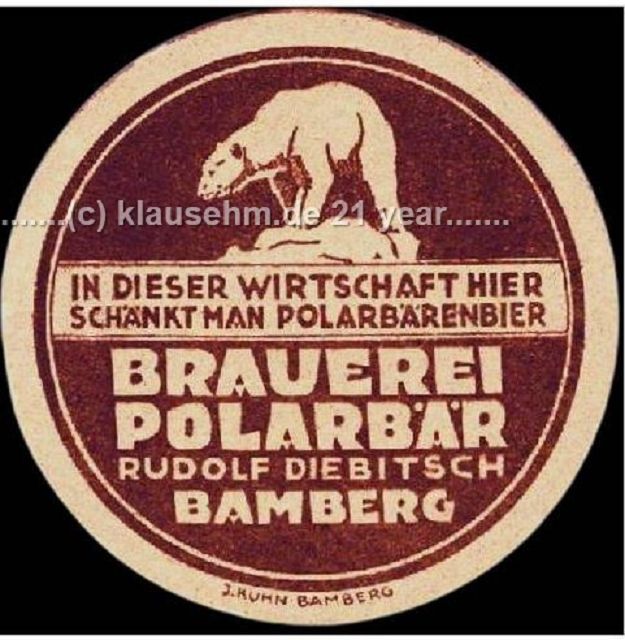 .......(c) klausehm.de 21 year.......
IN DIESER WIRTSCHAFT HIER
SCHÄNKT MAN POLARBÄRENBIER
BRAUEREI
POLARBÄR
RUDOLF DIEBITSCH
BAMBERG
J. KUHN BAMBERG